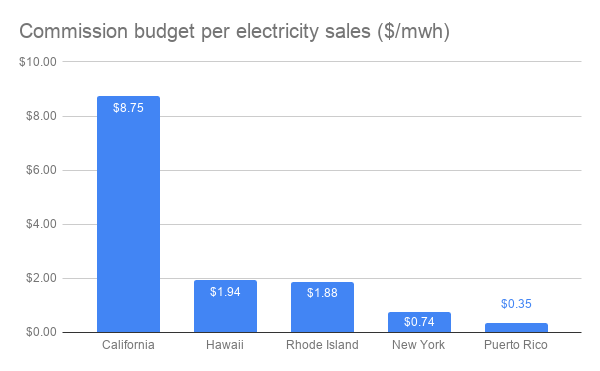 Commission budget per electricity sales ($/mwh)
$10.00
$8.00
$6.00
$4.00
$2.00
$0.00
$8.75
$1.94
$1.88
$0.74
$0.35
California
Hawaii
Rhode Island
New York
Puerto Rico